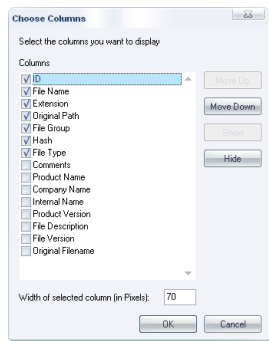 Choose Columns
Select the columns you want to display
Columns
ID
File Name
Extension
Original Path
File Group
Hash
File Type
Comments
Product Name
Company Name
Internal Name
Product Version
File Description
File Version
Original Filename
Move Up
Move Down
Show
Hide
Width of selected column (in Pixels): 70
OK Cancel